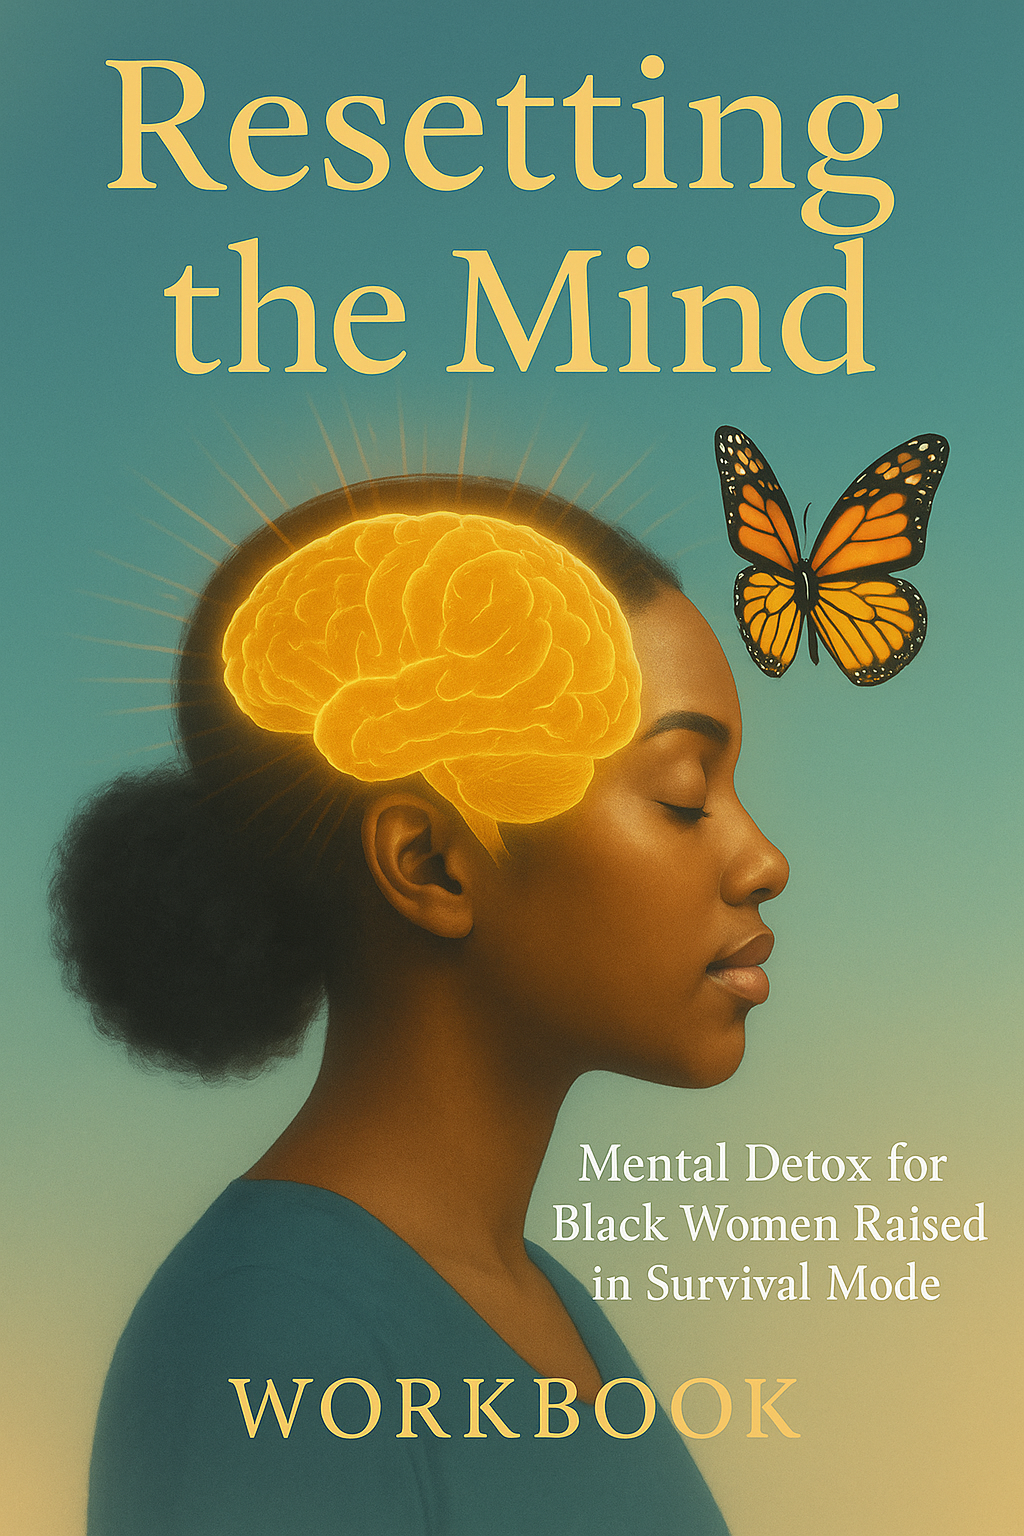 Resetting
the Mind
Mental Detox for
Black Women Raised
in Survival Mode
WORKBOOK